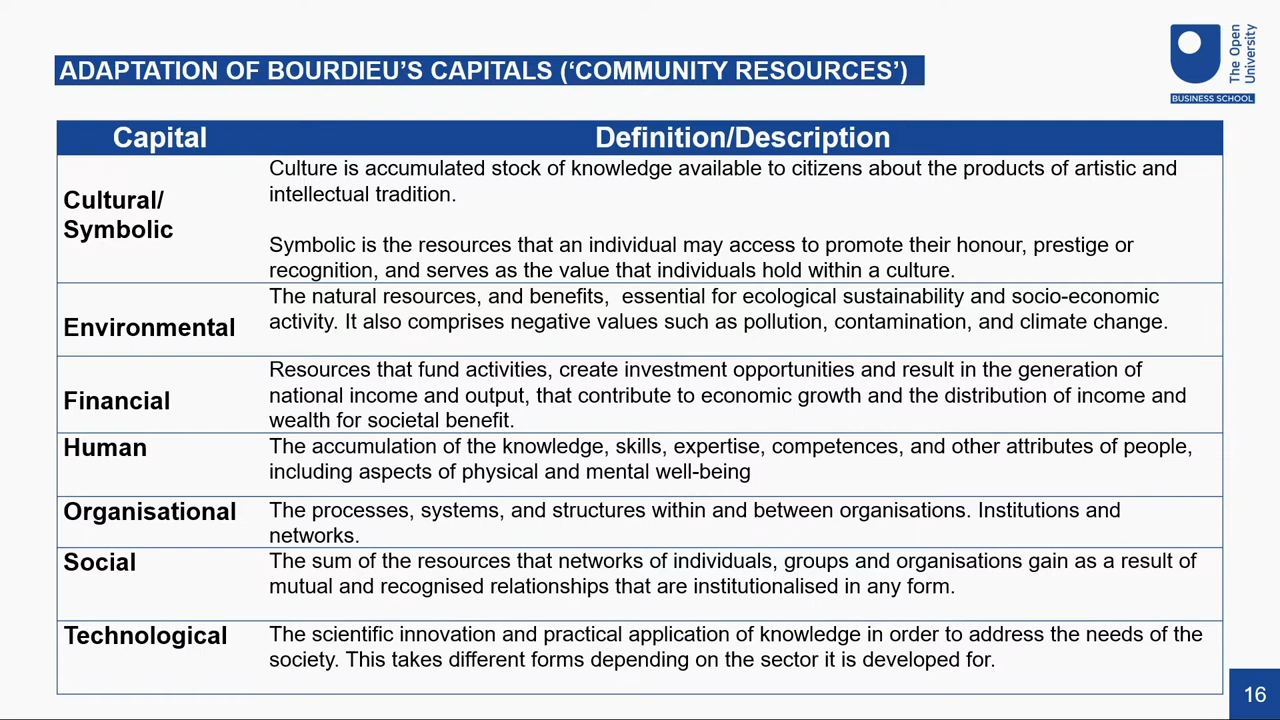 ADAPTATION OF BOURDIEU'S CAPITALS ('COMMUNITY RESOURCES')
The Open
University
BUSINESS SCHOOL
Capital
Definition/Description
Cultural/
Symbolic
Culture is accumulated stock of knowledge available to citizens about the products of artistic and
intellectual tradition.
Symbolic is the resources that an individual may access to promote their honour, prestige or
recognition, and serves as the value that individuals hold within a culture.
Environmental
The natural resources, and benefits,  essential for ecological sustainability and socio-economic
activity. It also comprises negative values such as pollution, contamination, and climate change.
Financial
Resources that fund activities, create investment opportunities and result in the generation of
national income and output, that contribute to economic growth and the distribution of income and
wealth for societal benefit.
Human
The accumulation of the knowledge, skills, expertise, competences, and other attributes of people,
including aspects of physical and mental well-being
Organisational
The processes, systems, and structures within and between organisations. Institutions and
networks.
Social
The sum of the resources that networks of individuals, groups and organisations gain as a result of
mutual and recognised relationships that are institutionalised in any form.
Technological
The scientific innovation and practical application of knowledge in order to address the needs of the
society. This takes different forms depending on the sector it is developed for.
16